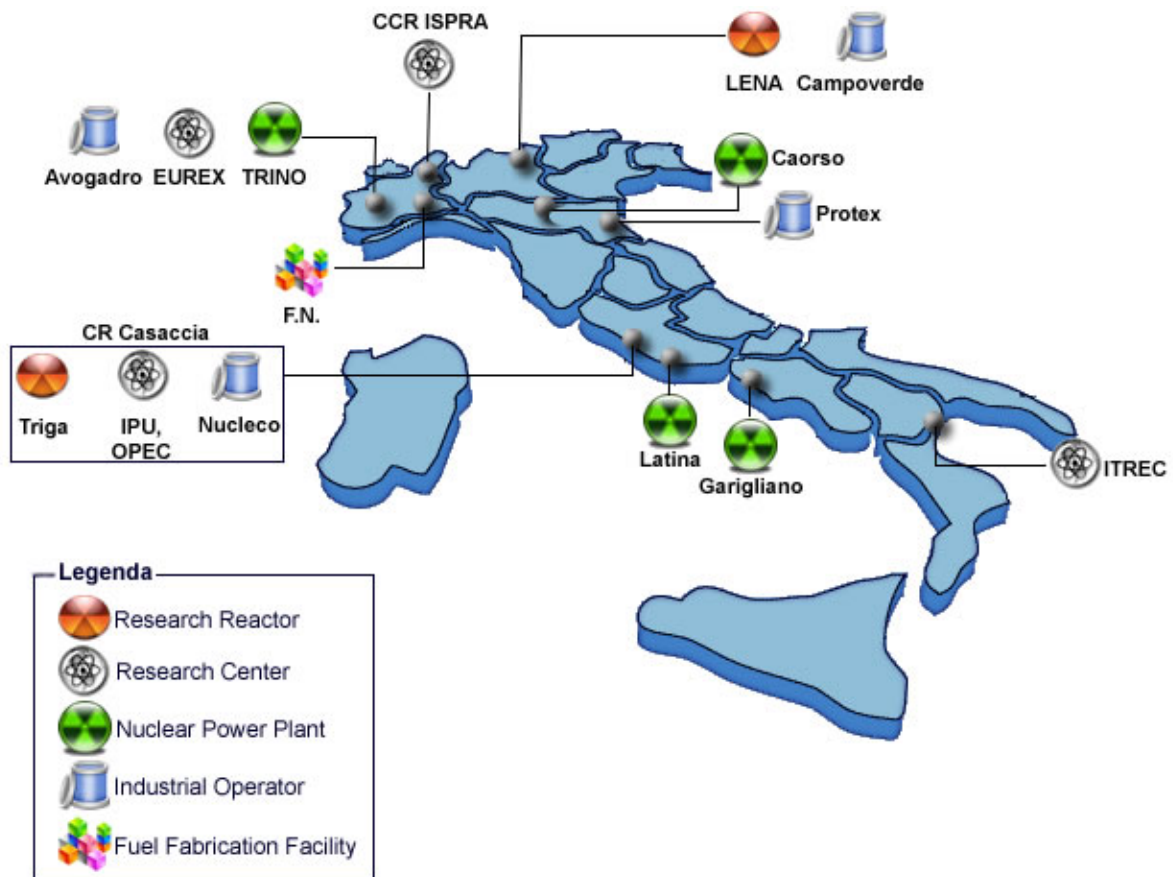 CCR ISPRA
LENA
Campoverde
Avogadro
EUREX
TRINO
Caorso
Protex
F.N.
CR Casaccia
Triga
IPU,
OPEC
Nucleco
Latina
Garigliano
ITREC
Legenda
Research Reactor
Research Center
Nuclear Power Plant
Industrial Operator
Fuel Fabrication Facility